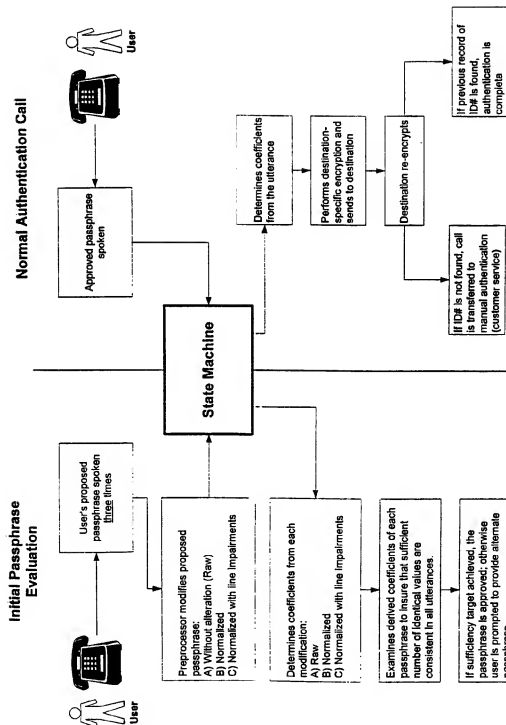 Initial Passphrase
Evaluation
User
User's proposed
passphrase spoken
three times
Preprocessor modifies proposed
passphrase:
A) Without alteration (Raw)
B) Normalized
C) Normalized with line impairments
State Machine
Determines coefficients from each
modification:
A) Raw
B) Normalized
C) Normalized with line impairments
Examines derived coefficients of each
passphrase to insure that sufficient
number of identical values are
consistent in all utterances.
If sufficiency target achieved, the
passphrase is approved; otherwise
user is prompted to provide alternate
passphrase
Normal Authentication Call
User
Approved passphrase
spoken
Determines coefficients
from the utterance
Performs destination-
specific encryption and
sends to destination
Destination re-encrypts
If ID# is not found, call
is transferred to
manual authentication
(customer service)
If previous record of
ID# is found,
authentication is
completa